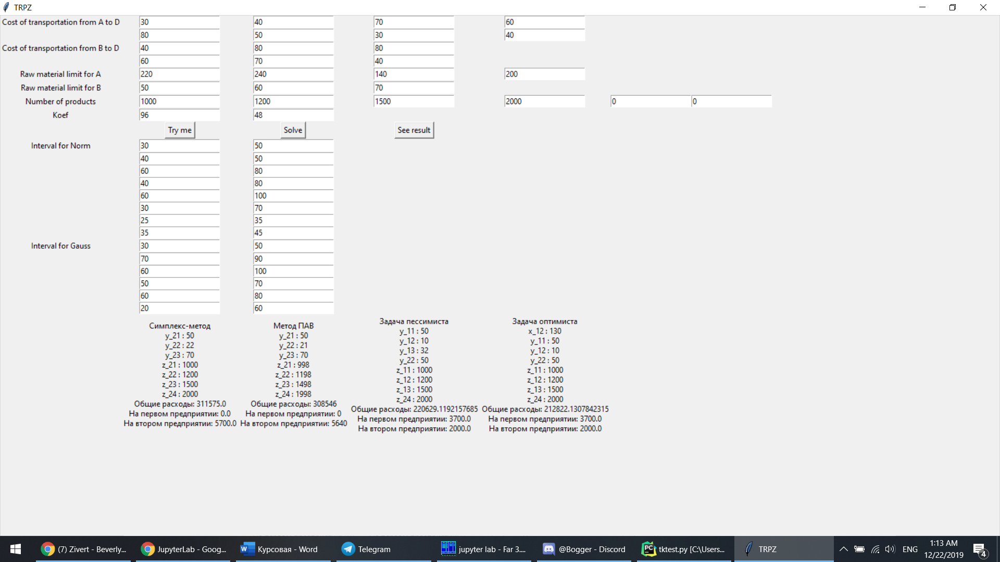 TRPZ
Cost of transportation from A to D 30 40 70 60
80 50 30 40
Cost of transportation from B to D 40 80 80
60 70 40
Raw material limit for A 220 240 140 200
Raw material limit for B 50 60 70
Number of products 1000 1200 1500 2000 0 0
Koef 96 48
Try me Solve See result
Interval for Norm 30 50
40 50
60 80
40 80
60 100
30 70
25 35
35 45
Interval for Gauss 30 50
70 90
60 100
50 70
60 80
20 60
Симплекс-метод
y_21 : 50
y_22 : 22
y_23 : 70
z_21 : 1000
z_22 : 1200
z_23 : 1500
z_24 : 2000
Общие расходы: 311575.0
На первом предприятии: 0.0
На втором предприятии: 5700.0
Метод ПАВ
y_21 : 50
y_22 : 21
y_23 : 70
z_21 : 998
z_22 : 1198
z_23 : 1498
z_24 : 1998
Общие расходы: 308546
На первом предприятии: 0
На втором предприятии: 5640
Задача пессимиста
y_11 : 50
y_12 : 10
y_13 : 32
y_22 : 50
z_11 : 1000
z_12 : 1200
z_13 : 1500
z_24 : 2000
Общие расходы: 220629.1192157685
На первом предприятии: 3700.0
На втором предприятии: 2000.0
Задача оптимиста
x_12 : 130
y_11 : 50
y_12 : 10
y_22 : 50
z_11 : 1000
z_12 : 1200
z_13 : 1500
z_24 : 2000
Общие расходы: 212822.1307842315
На первом предприятии: 3700.0
На втором предприятии: 2000.0
(7) Zivert - Beverly... JupyterLab - Goog... Курсовая - Word Telegram jupyter lab - Far 3.... @Bogger - Discord tktest.py [C:\Users... TRPZ ENG 1:13 AM
12/22/2019 4